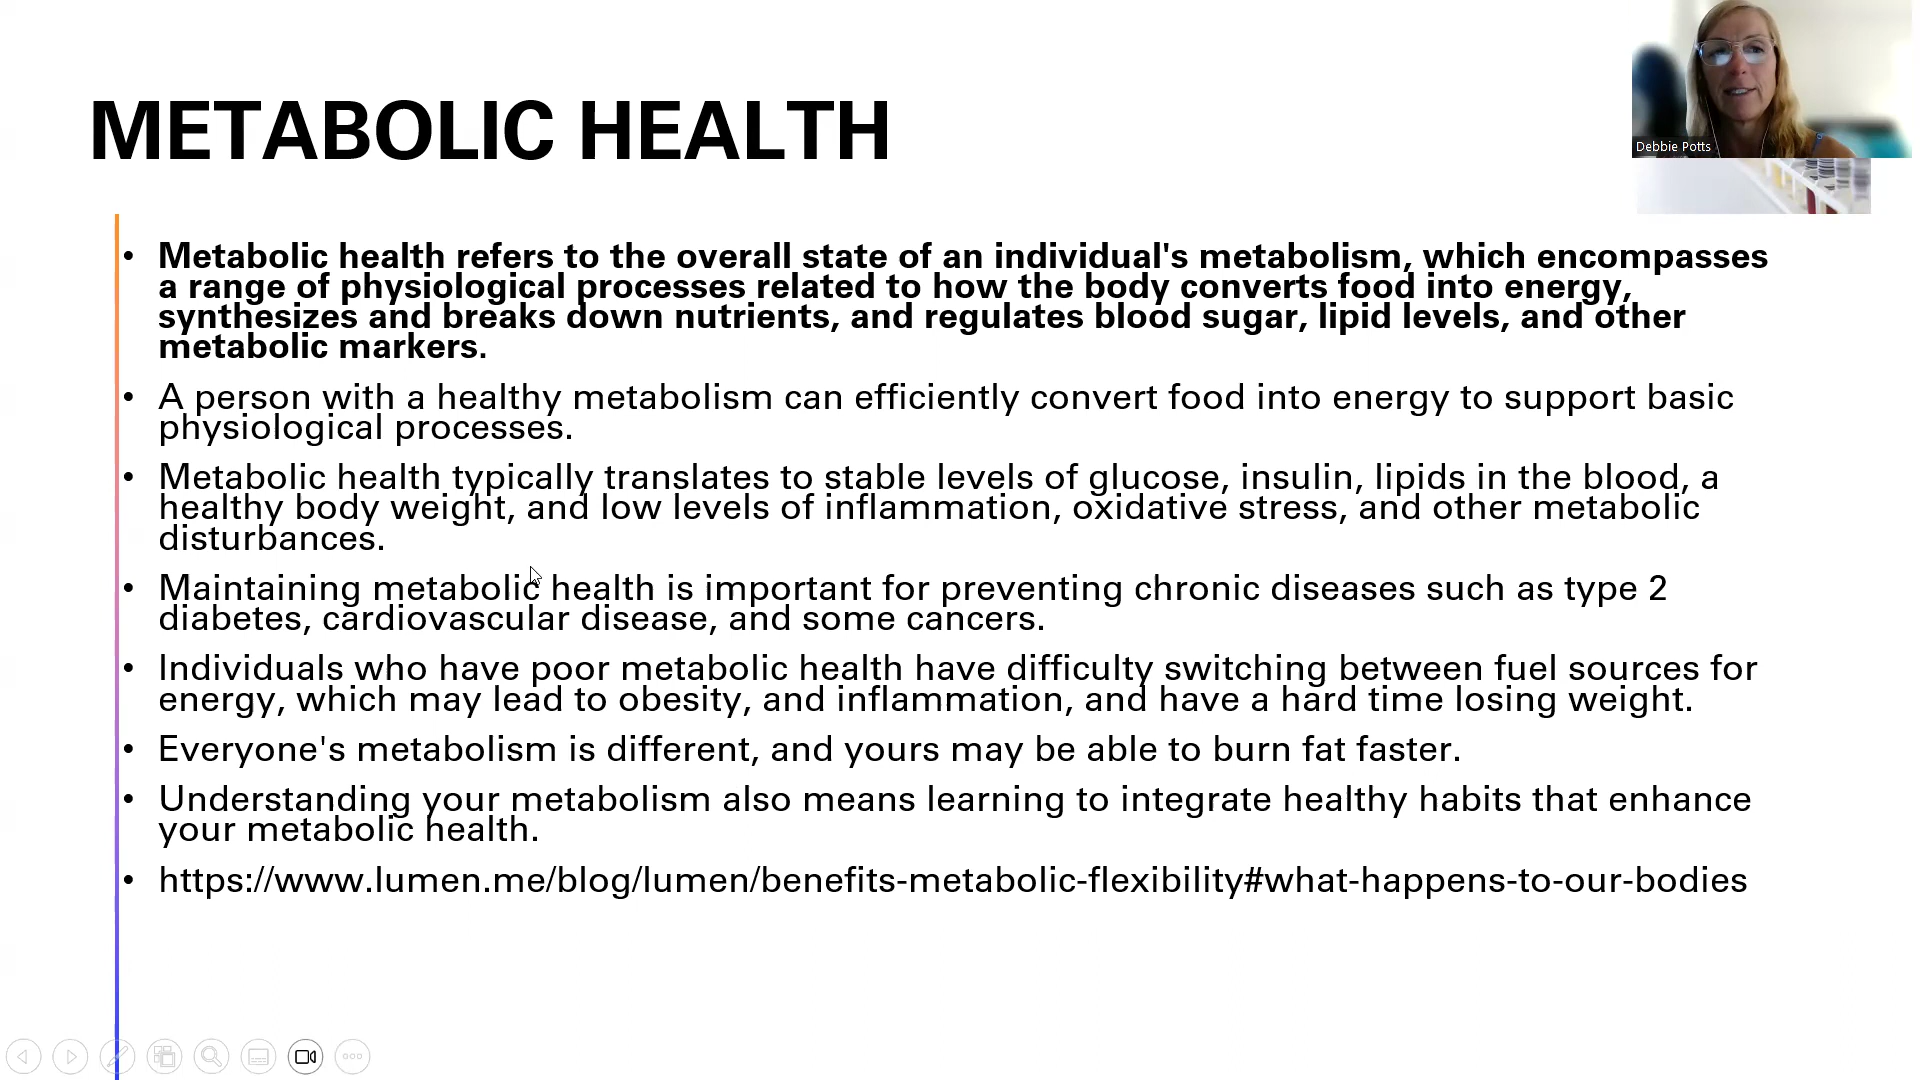 METABOLIC HEALTH
Debbie Potts
• Metabolic health refers to the overall state of an individual's metabolism, which encompasses
a range of physiological processes related to how the body converts food into energy,
synthesizes and breaks down nutrients, and regulates blood sugar, lipid levels, and other
metabolic markers.
• A person with a healthy metabolism can efficiently convert food into energy to support basic
physiological processes.
• Metabolic health typically translates to stable levels of glucose, insulin, lipids in the blood, a
healthy body weight, and low levels of inflammation, oxidative stress, and other metabolic
disturbances.
• Maintaining metabolic health is important for preventing chronic diseases such as type 2
diabetes, cardiovascular disease, and some cancers.
• Individuals who have poor metabolic health have difficulty switching between fuel sources for
energy, which may lead to obesity, and inflammation, and have a hard time losing weight.
• Everyone's metabolism is different, and yours may be able to burn fat faster.
• Understanding your metabolism also means learning to integrate healthy habits that enhance
your metabolic health.
• https://www.lumen.me/blog/lumen/benefits-metabolic-flexibility#what-happens-to-our-bodies